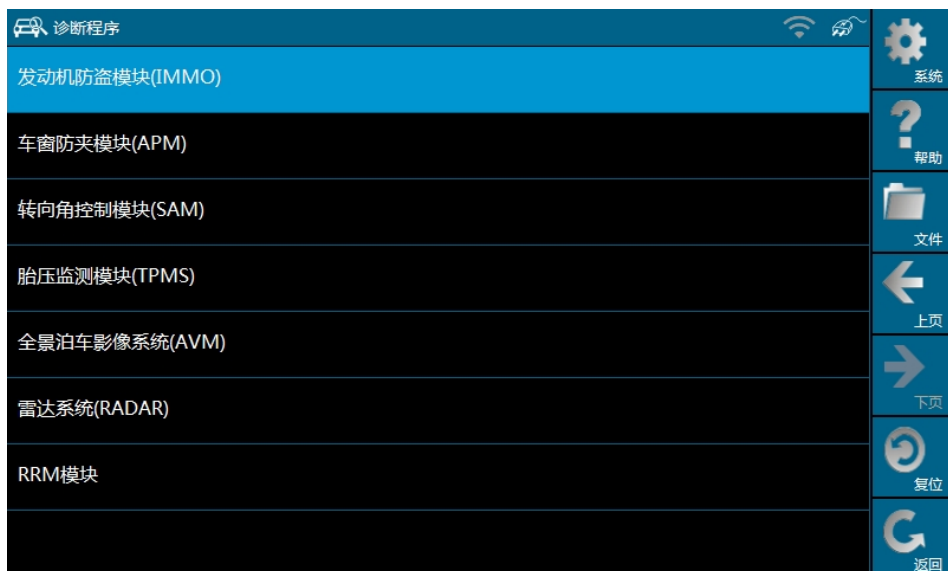 诊断程序
系统
发动机防盗模块(IMMO)
帮助
车窗防夹模块(APM)
转向角控制模块(SAM)
文件
胎压监测模块(TPMS)
上页
全景泊车影像系统(AVM)
下页
雷达系统(RADAR)
RRM模块
复位
返回